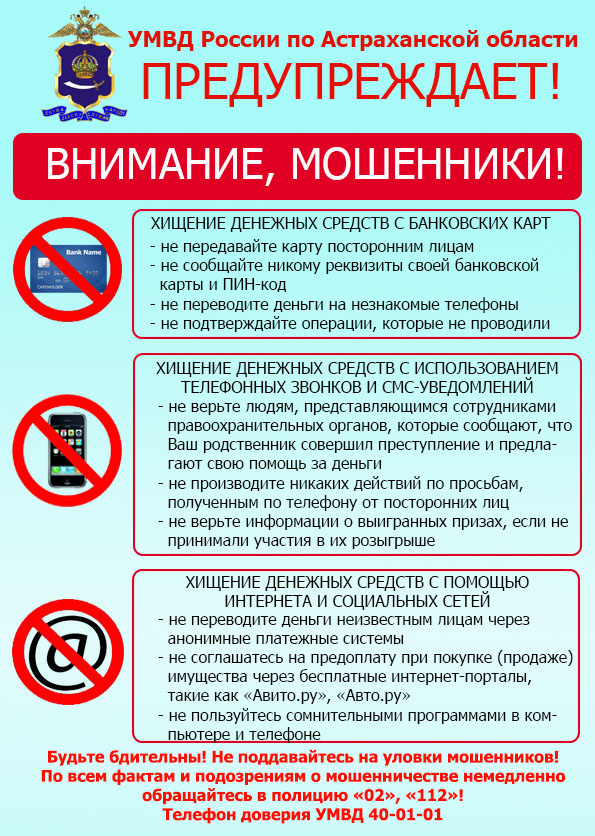 УМВД России по Астраханской области
ПРЕДУПРЕЖДАЕТ!
ВНИМАНИЕ, МОШЕННИКИ!
ХИЩЕНИЕ ДЕНЕЖНЫХ СРЕДСТВ С БАНКОВСКИХ КАРТ
- не передавайте карту посторонним лицам
- не сообщайте никому реквизиты своей банковской
карты и ПИН-код
- не переводите деньги на незнакомые телефоны
- не подтверждайте операции, которые не проводили
Bank Name
ХИЩЕНИЕ ДЕНЕЖНЫХ СРЕДСТВ С ИСПОЛЬЗОВАНИЕМ
ТЕЛЕФОННЫХ ЗВОНКОВ И СМС-УВЕДОМЛЕНИЙ
- не верьте людям, представляющимся сотрудниками
правоохранительных органов, которые сообщают, что
Ваш родственник совершил преступление и предла-
гают свою помощь за деньги
- не производите никаких действий по просьбам,
полученным по телефону от посторонних лиц
- не верьте информации о выигранных призах, если не
принимали участия в их розыгрыше
@
ХИЩЕНИЕ ДЕНЕЖНЫХ СРЕДСТВ С ПОМОЩЬЮ
ИНТЕРНЕТА И СОЦИАЛЬНЫХ СЕТЕЙ
- не переводите деньги неизвестным лицам через
анонимные платежные системы
- не соглашатесь на предоплату при покупке (продаже)
имущества через бесплатные интернет-порталы,
такие как «Авито.ру», «Авто.ру»
- не пользуйтесь сомнительными программами в ком-
пьютере и телефоне
Будьте бдительны! Не поддавайтесь на уловки мошенников!
По всем фактам и подозрениям о мошенничестве немедленно
обращайтесь в полицию «02», «112»!
Телефон доверия УМВД 40-01-01